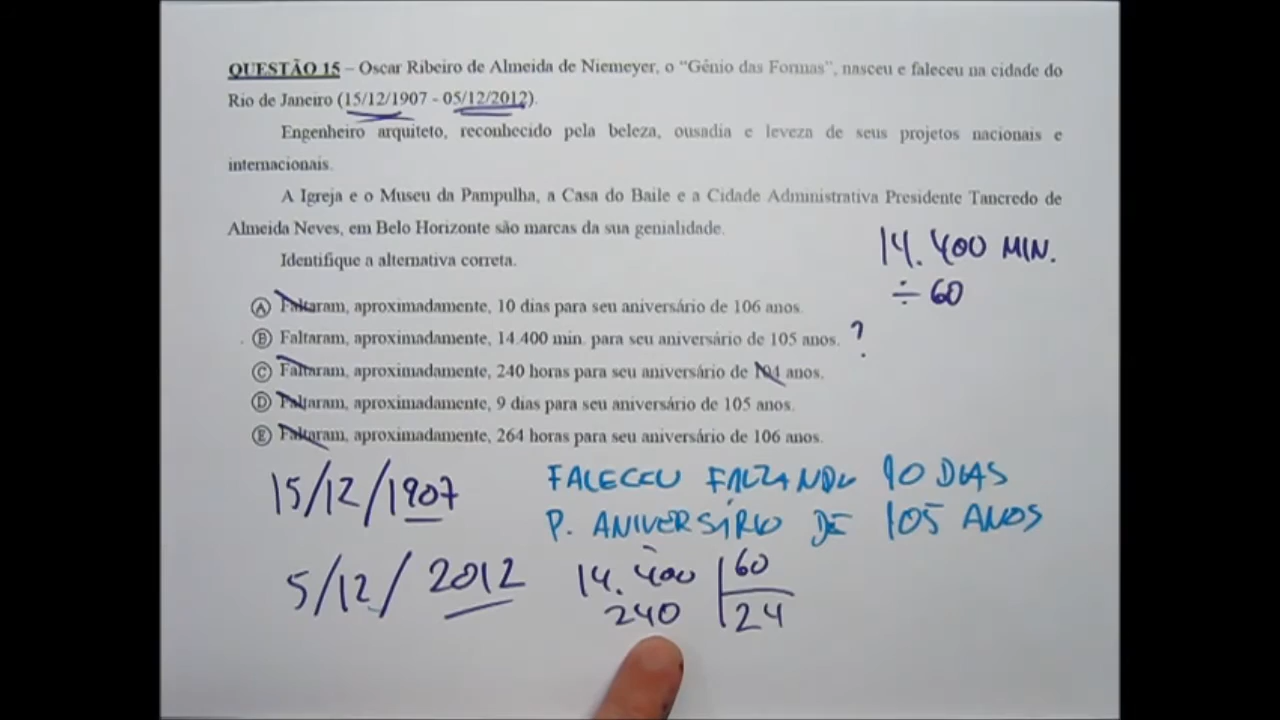 QUESTÃO 15 – Oscar Ribeiro de Almeida de Niemeyer, o “Gênio das Formas”, nasceu e faleceu na cidade do
Rio de Janeiro (15/12/1907 - 05/12/2012).
Engenheiro arquiteto, reconhecido pela beleza, ousadia e leveza de seus projetos nacionais e
internacionais.
A Igreja e o Museu da Pampulha, a Casa do Baile e a Cidade Administrativa Presidente Tancredo de
Almeida Neves, em Belo Horizonte são marcas da sua genialidade.
Identifique a alternativa correta.
14.400 MIN.
÷ 60
A Faltaram, aproximadamente, 10 dias para seu aniversário de 106 anos.
B Faltaram, aproximadamente, 14.400 min. para seu aniversário de 105 anos. ?
C Faltaram, aproximadamente, 240 horas para seu aniversário de 104 anos.
D Faltaram, aproximadamente, 9 dias para seu aniversário de 105 anos.
E Faltaram, aproximadamente, 264 horas para seu aniversário de 106 anos.
15/12/1907
FALECEU FALTANDO 10 DIAS
P. ANIVERSÁRIO DE 105 ANOS
5/12/2012
14.400 60
240 24